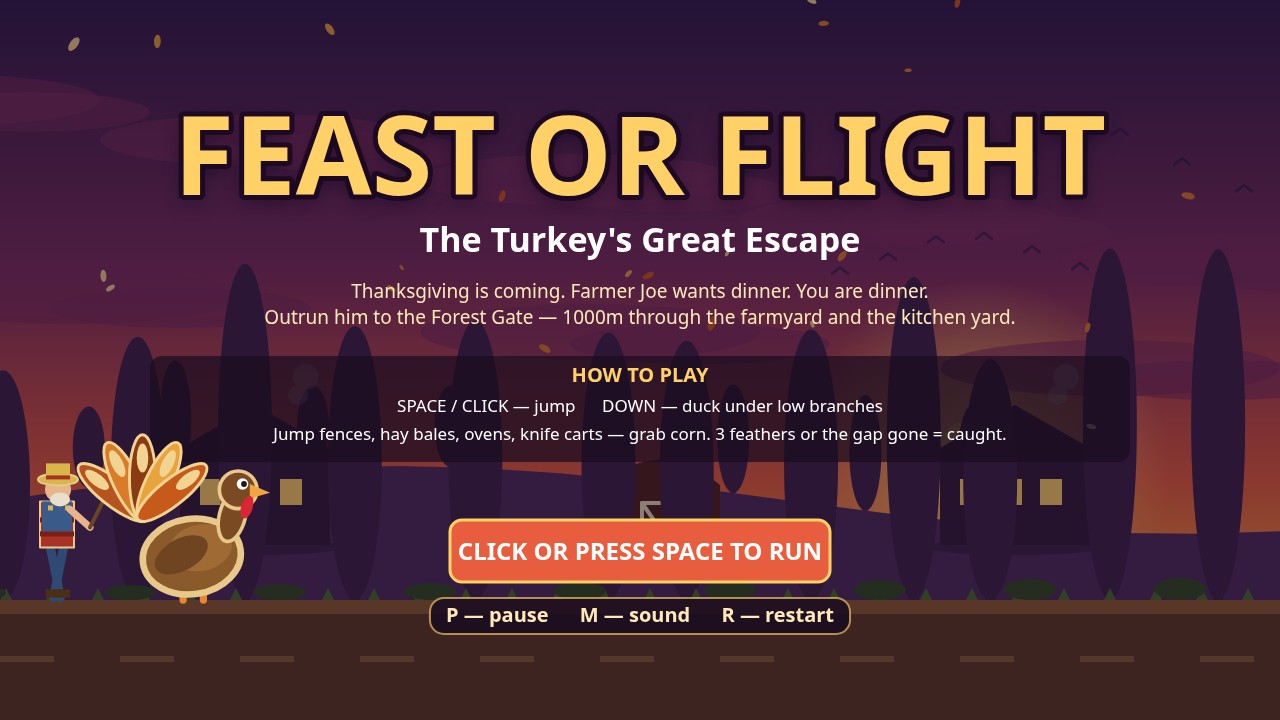 FEAST OR FLIGHT
The Turkey's Great Escape
Thanksgiving is coming. Farmer Joe wants dinner. You are dinner.
Outrun him to the Forest Gate — 1000m through the farmyard and the kitchen yard.
HOW TO PLAY
SPACE / CLICK — jump DOWN — duck under low branches
Jump fences, hay bales, ovens, knife carts — grab corn. 3 feathers or the gap gone = caught.
CLICK OR PRESS SPACE TO RUN
P — pause M — sound R — restart